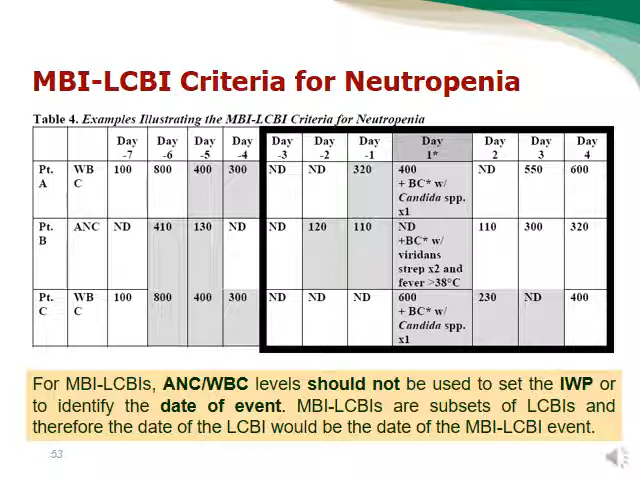 MBI-LCBI Criteria for Neutropenia
Table 4. Examples Illustrating the MBI-LCBI Criteria for Neutropenia
Day -7 Day -6 Day -5 Day -4 Day -3 Day -2 Day -1 Day 1* Day 2 Day 3 Day 4
Pt. A WB C 100 800 400 300 ND ND 320 400 + BC* w/ Candida spp. x1 ND 550 600
Pt. B ANC ND 410 130 ND ND 120 110 ND +BC* w/ viridans strep x2 and fever >38°C 110 300 320
Pt. C WB C 100 800 400 300 ND ND ND 600 + BC* w/ Candida spp. x1 230 ND 400
For MBI-LCBIs, ANC/WBC levels should not be used to set the IWP or
to identify the date of event. MBI-LCBIs are subsets of LCBIs and
therefore the date of the LCBI would be the date of the MBI-LCBI event.
53